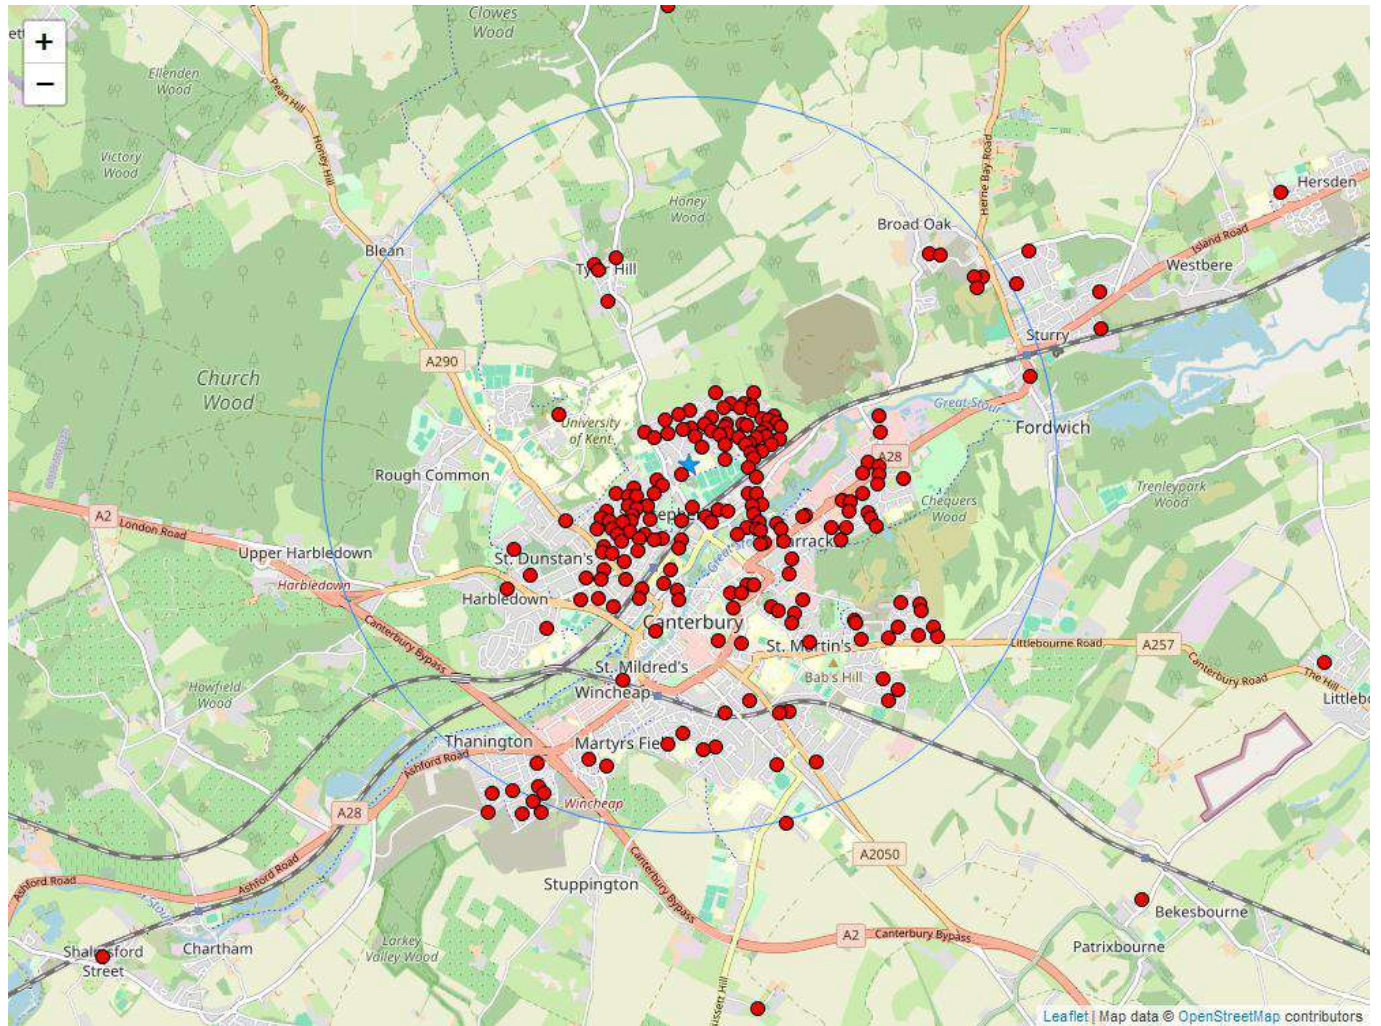 Clowes
Wood
+
−
Ellenden
Wood
Pean Hill
Honey Hill
Victory
Wood
Herne Bay Road
Hersden
Honey
Wood
Broad Oak
Island Road
Blean
Westbere
Sturry
A290
Church
Wood
Great Stour
University
of Kent
Fordwich
A28
Rough Common
Chequers
Wood
Trenleypark
Wood
A2
London Road
Upper Harbledown
St. Dunstan's
Harbledown
Great Stour
Harbledown
Canterbury Bypass
Canterbury
St. Martin's
Littlebourne Road
A257
Canterbury Road
The Hill
St. Mildred's
Bab's Hill
Wincheap
Howfield
Wood
Thanington
Ashford Road
Wincheap
A28
A2050
Canterbury Bypass
Stuppington
Ashford Road
Ashford Road
Bekesbourne
A2
Canterbury Bypass
Patrixbourne
Larkey
Valley Wood
Chartham
Street
Leaflet | Map data © OpenStreetMap contributors